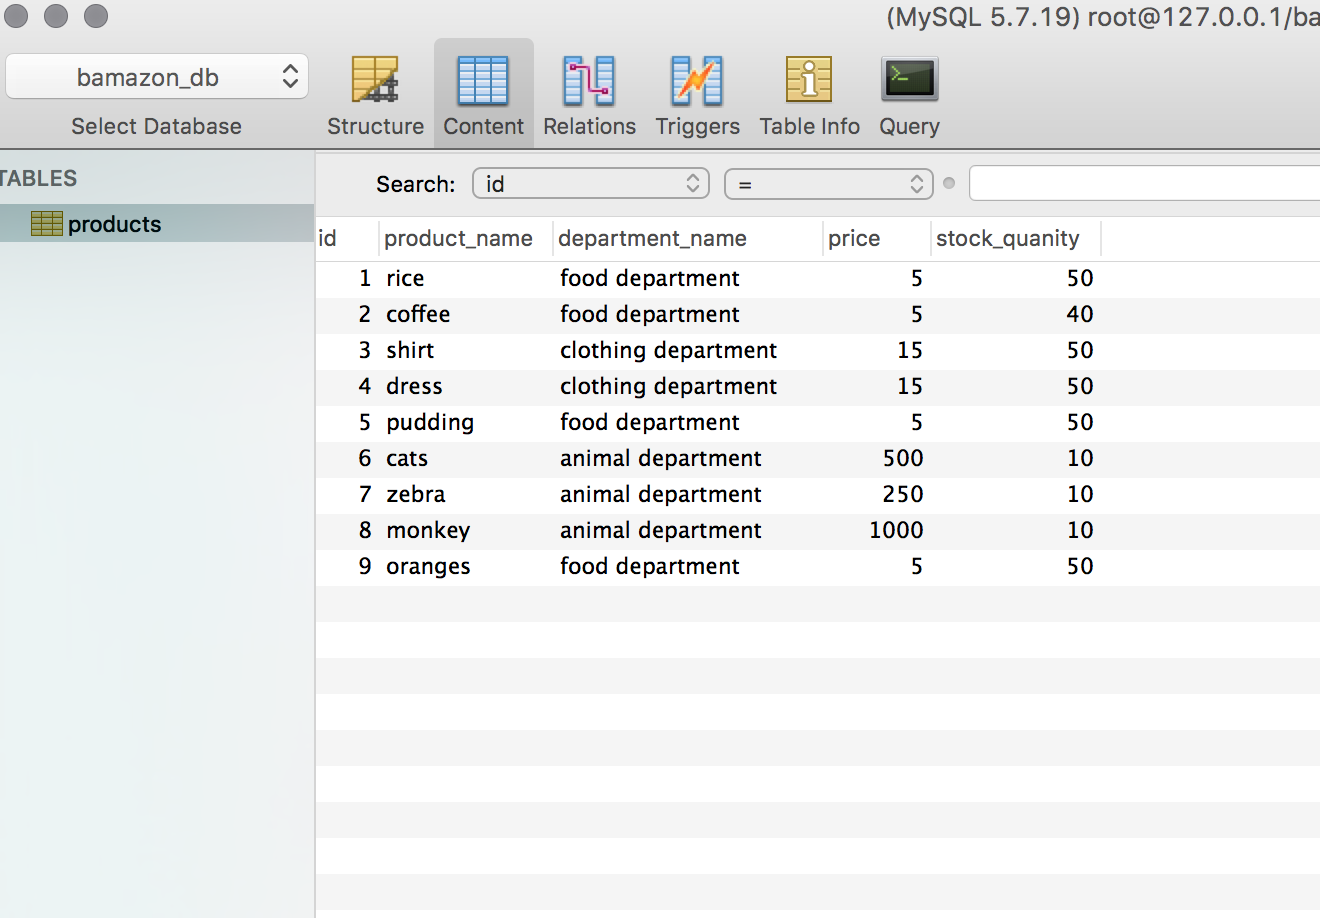 (MySQL 5.7.19) root@127.0.0.1/ba
bamazon_db
Select Database Structure Content Relations Triggers Table Info Query
TABLES
products
Search: id =
id product_name department_name price stock_quanity
1 rice food department 5 50
2 coffee food department 5 40
3 shirt clothing department 15 50
4 dress clothing department 15 50
5 pudding food department 5 50
6 cats animal department 500 10
7 zebra animal department 250 10
8 monkey animal department 1000 10
9 oranges food department 5 50